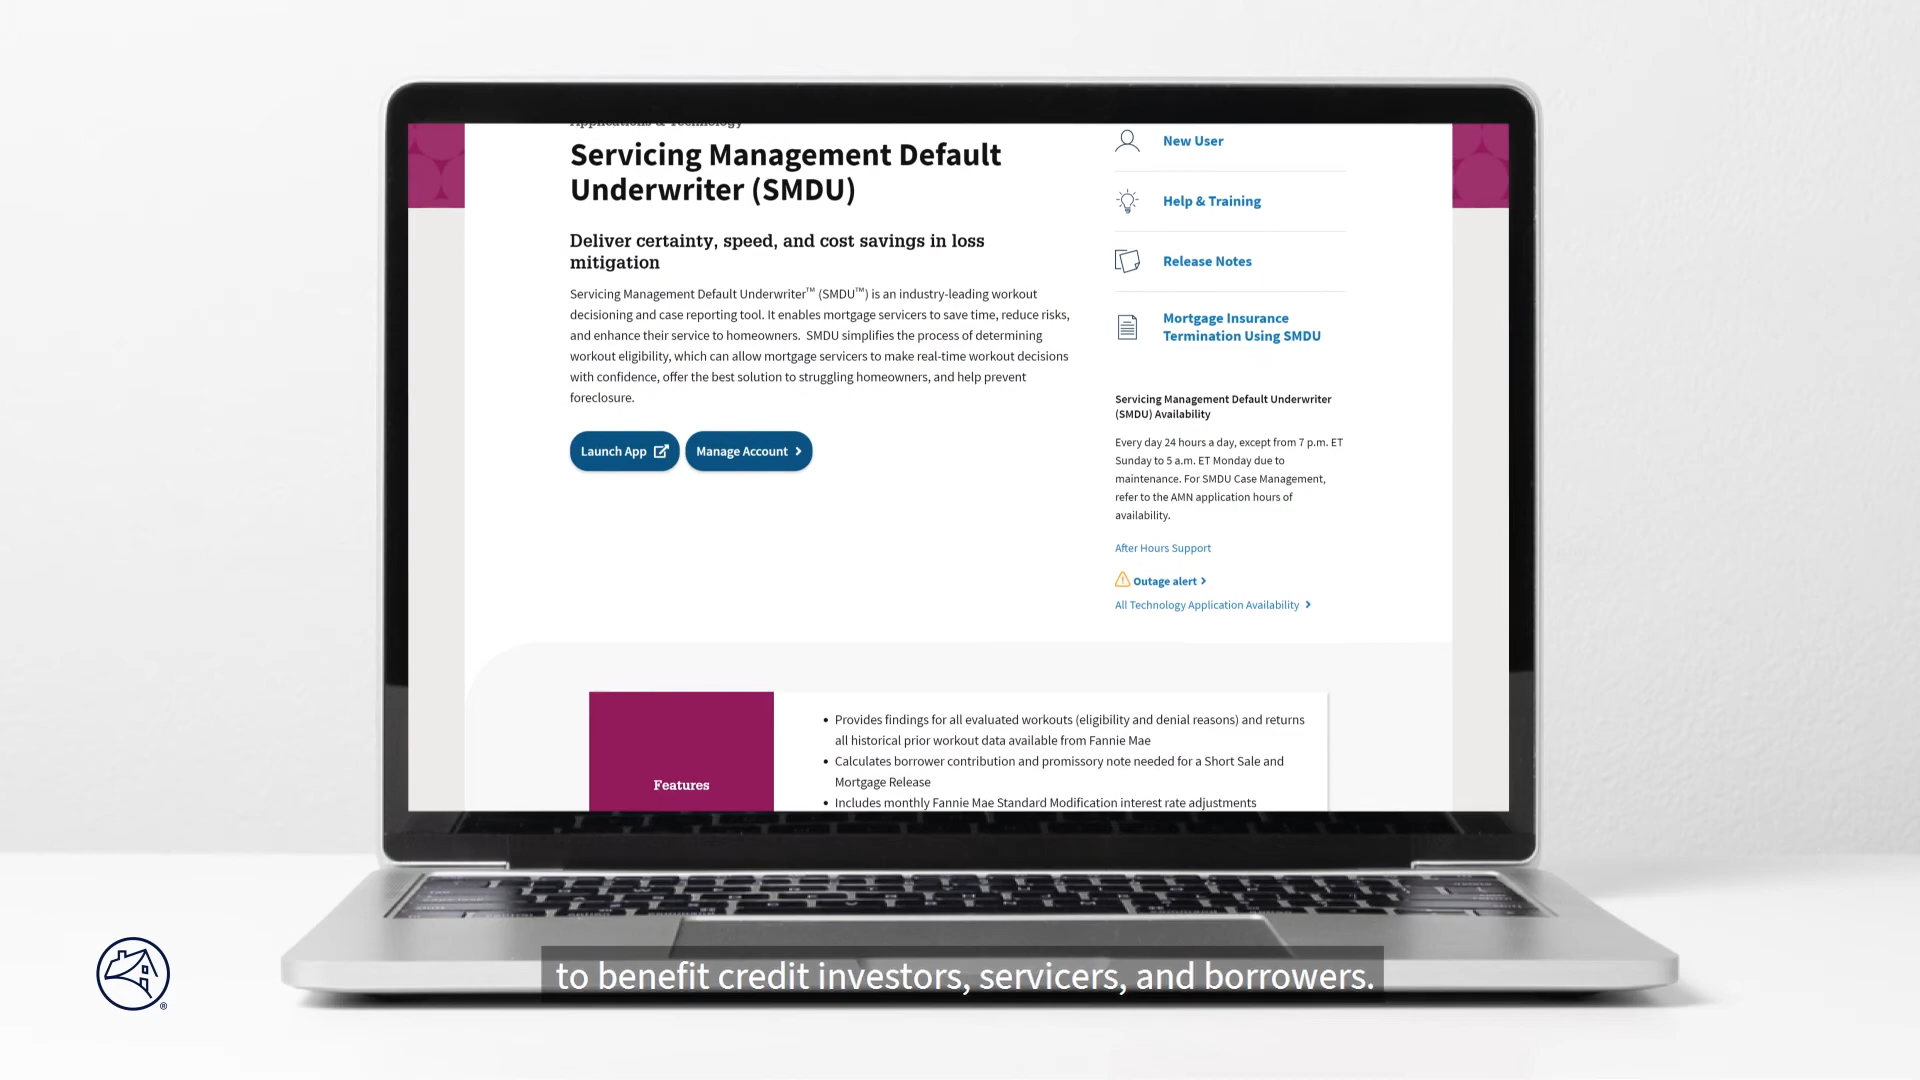 Applications & Technology
Servicing Management Default
Underwriter (SMDU)
Deliver certainty, speed, and cost savings in loss
mitigation
Servicing Management Default Underwriter™ (SMDU™) is an industry-leading workout
decisioning and case reporting tool. It enables mortgage servicers to save time, reduce risks,
and enhance their service to homeowners. SMDU simplifies the process of determining
workout eligibility, which can allow mortgage servicers to make real-time workout decisions
with confidence, offer the best solution to struggling homeowners, and help prevent
foreclosure.
Launch App
Manage Account
New User
Help & Training
Release Notes
Mortgage Insurance
Termination Using SMDU
Servicing Management Default Underwriter
(SMDU) Availability
Every day 24 hours a day, except from 7 p.m. ET
Sunday to 5 a.m. ET Monday due to
maintenance. For SMDU Case Management,
refer to the AMN application hours of
availability.
After Hours Support
Outage alert
All Technology Application Availability
Features
• Provides findings for all evaluated workouts (eligibility and denial reasons) and returns
all historical prior workout data available from Fannie Mae
• Calculates borrower contribution and promissory note needed for a Short Sale and
Mortgage Release
• Includes monthly Fannie Mae Standard Modification interest rate adjustments
to benefit credit investors, servicers, and borrowers.
®